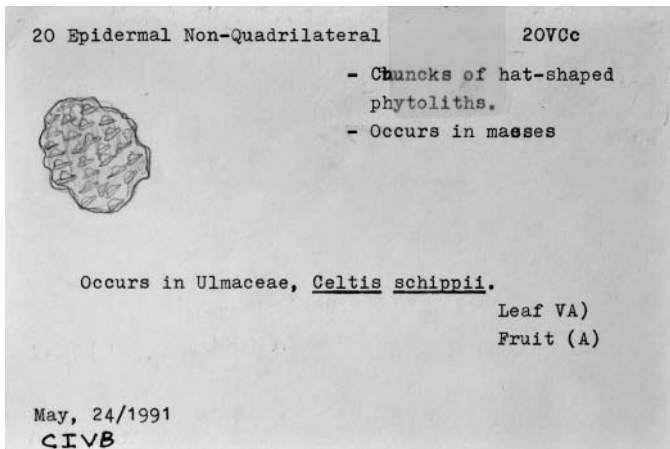 20 Epidermal Non-Quadrilateral 20VCc
- Chuncks of hat-shaped
phytoliths.
- Occurs in masses
Occurs in Ulmaceae, Celtis schippii.
Leaf VA)
Fruit (A)
May, 24/1991
CIVB